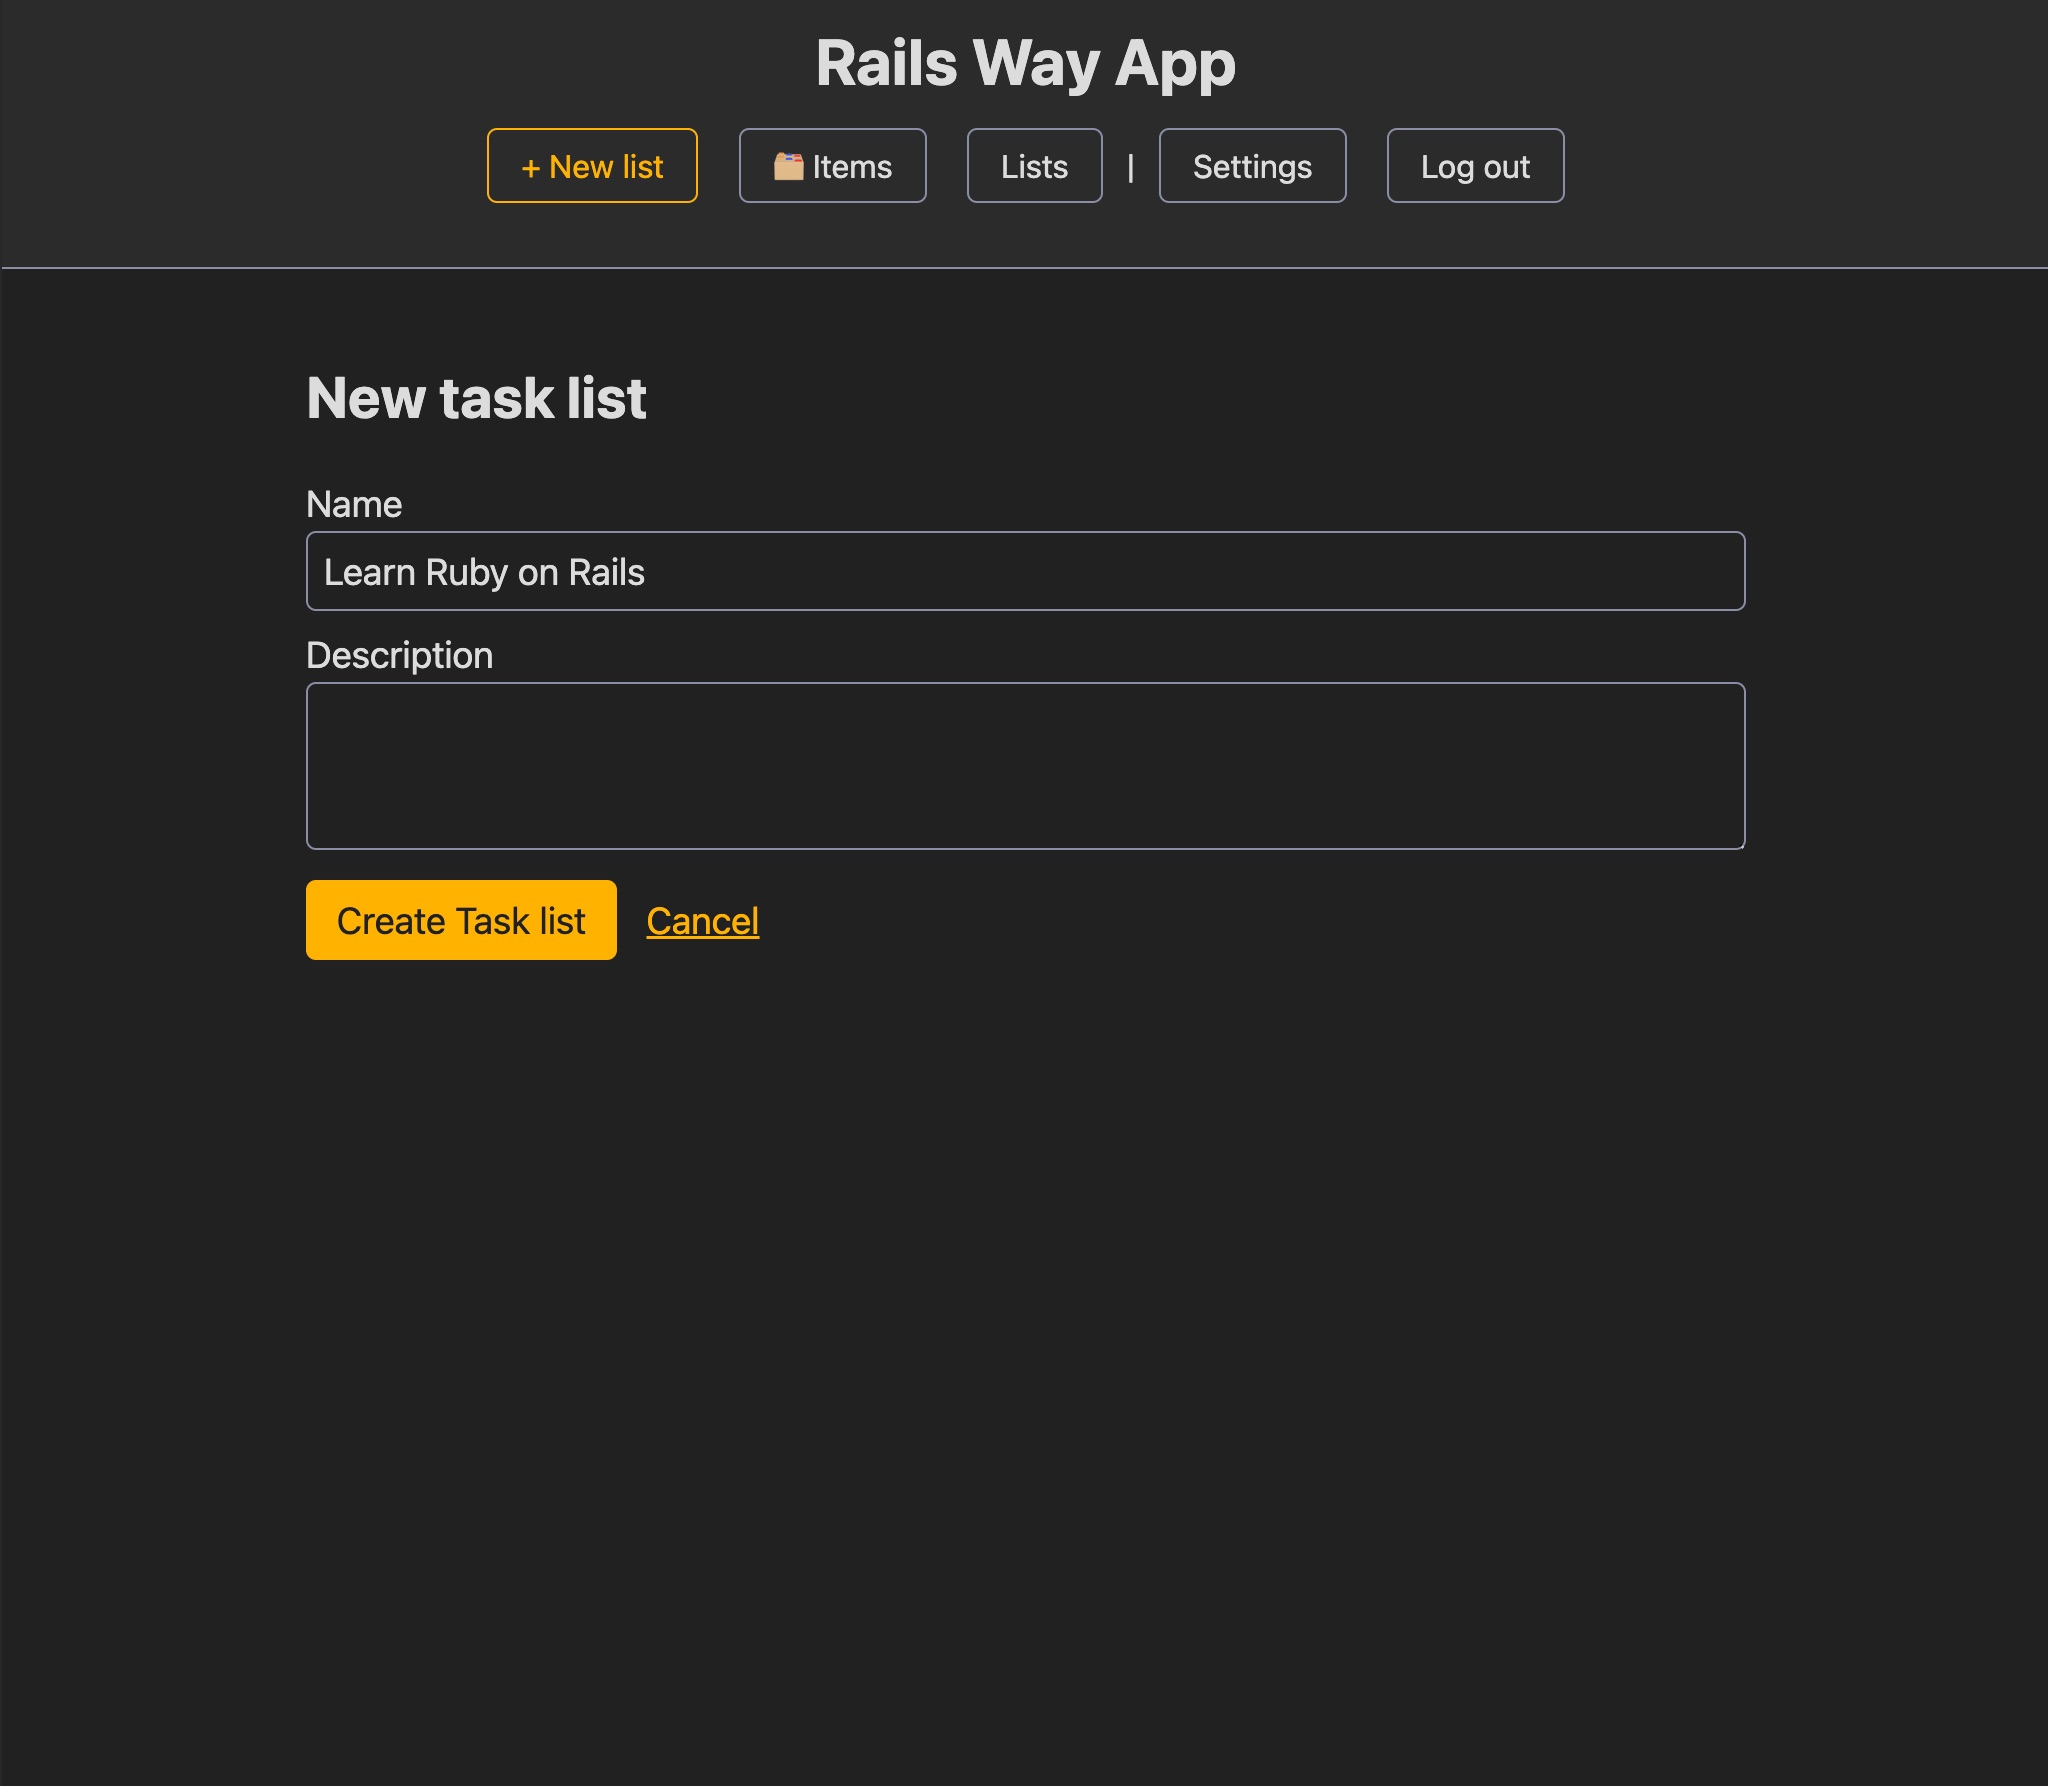 Rails Way App
+ New list 🗂️ Items Lists | Settings Log out
New task list
Name
Learn Ruby on Rails
Description
Create Task list Cancel